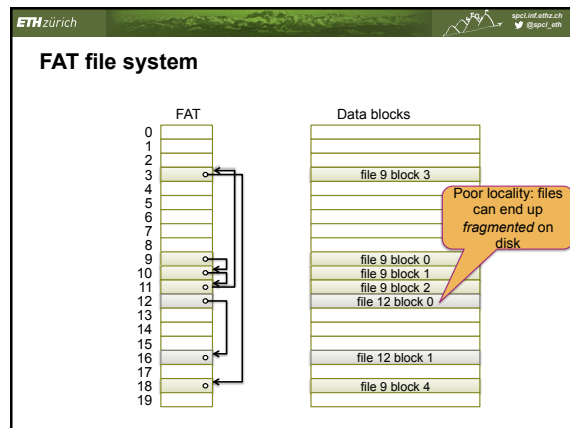 ETH zürich
spcl.inf.ethz.ch
@spcl_eth
FAT file system
FAT
Data blocks
0
1
2
3
file 9 block 3
4
5
6
7
8
Poor locality: files
can end up
fragmented on
disk
9
file 9 block 0
10
file 9 block 1
11
file 9 block 2
12
file 12 block 0
13
14
15
16
file 12 block 1
17
18
file 9 block 4
19